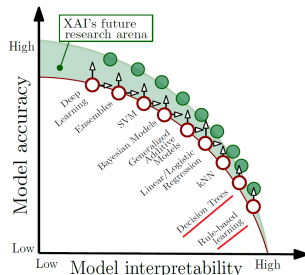 XAI's future
research arena
High
Model accuracy
Deep
Learning
Ensembles
SVM
Bayesian Models
Generalized
Additive
Models
Linear/Logistic
Regression
kNN
Decision Trees
Rule-based
learning
Low
Low
Model interpretability
High